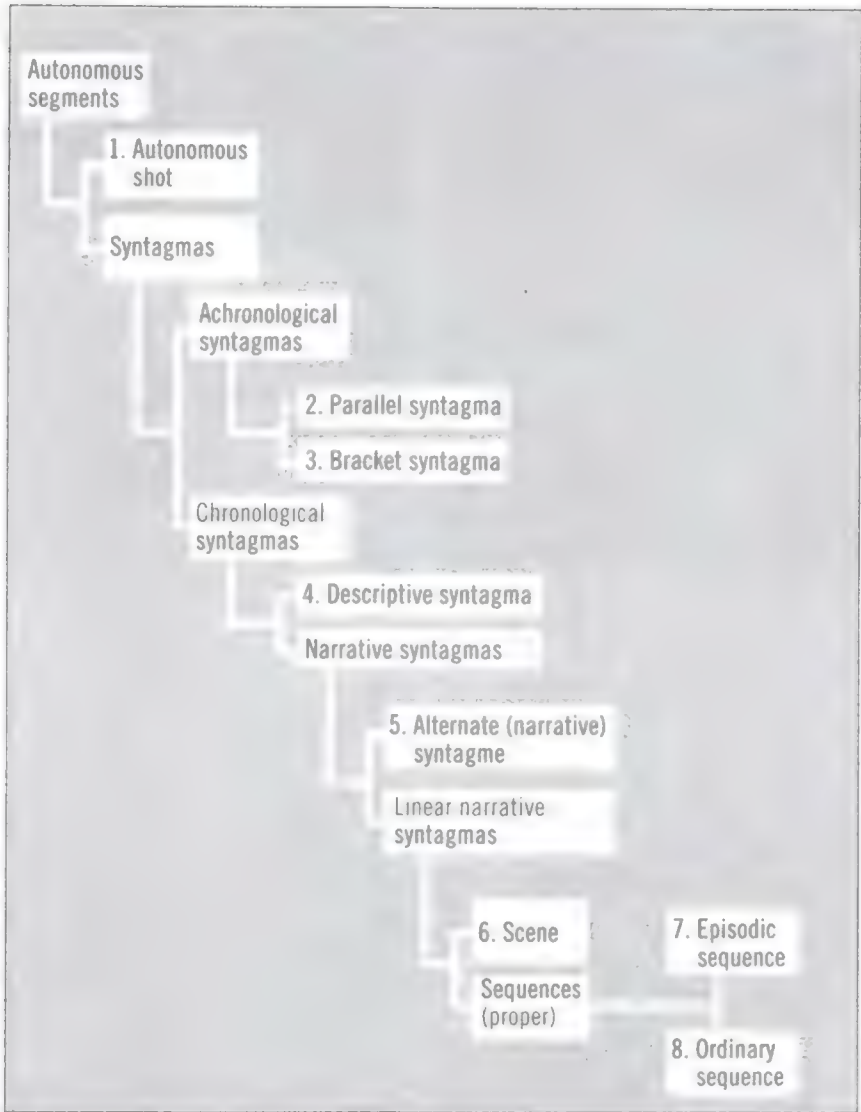 Autonomous
segments
1. Autonomous
shot
Syntagmas
Achronological
syntagmas
2. Parallel syntagma
3. Bracket syntagma
Chronological
syntagmas
4. Descriptive syntagma
Narrative syntagmas
5. Alternate (narrative)
syntagme
Linear narrative
syntagmas
6. Scene
Sequences
(proper)
7. Episodic
sequence
8. Ordinary
sequence